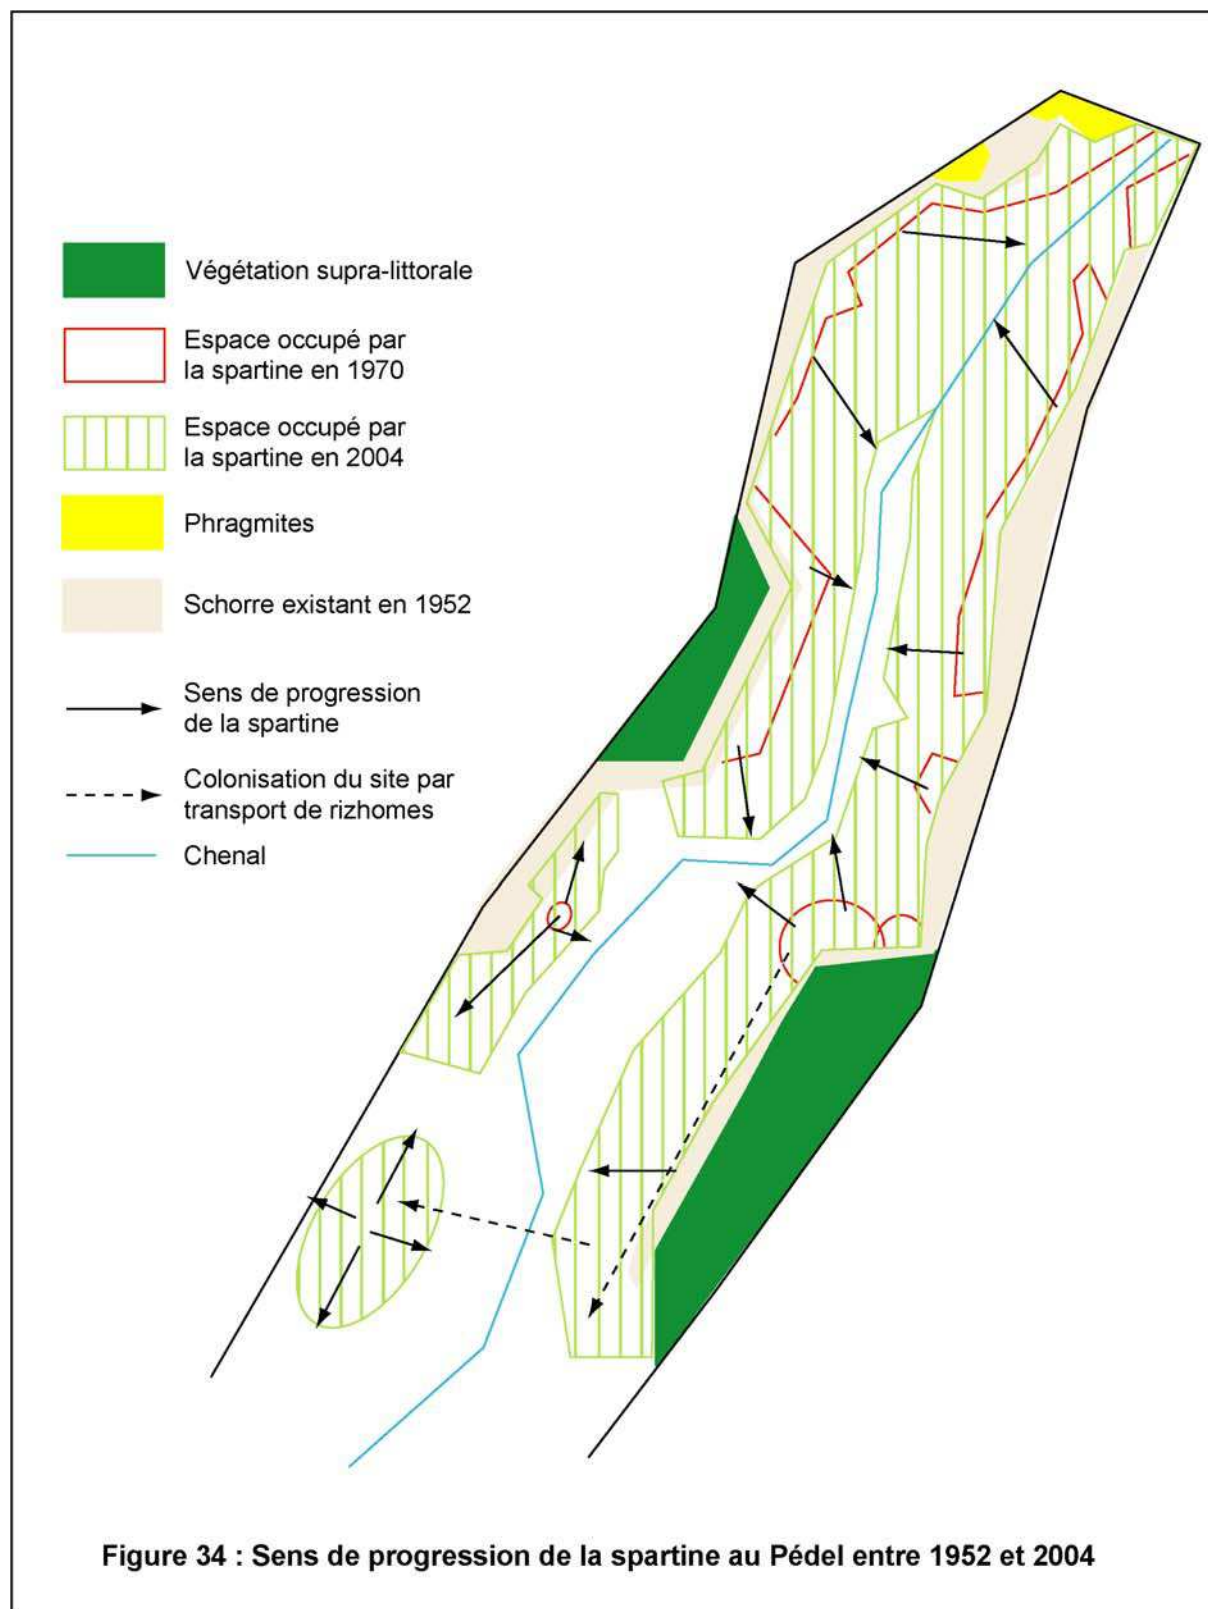 Végétation supra-littorale
Espace occupé par
la spartine en 1970
Espace occupé par
la spartine en 2004
Phragmites
Schorre existant en 1952
Sens de progression
de la spartine
Colonisation du site par
transport de rizhomes
Chenal
Figure 34 : Sens de progression de la spartine au Pédel entre 1952 et 2004